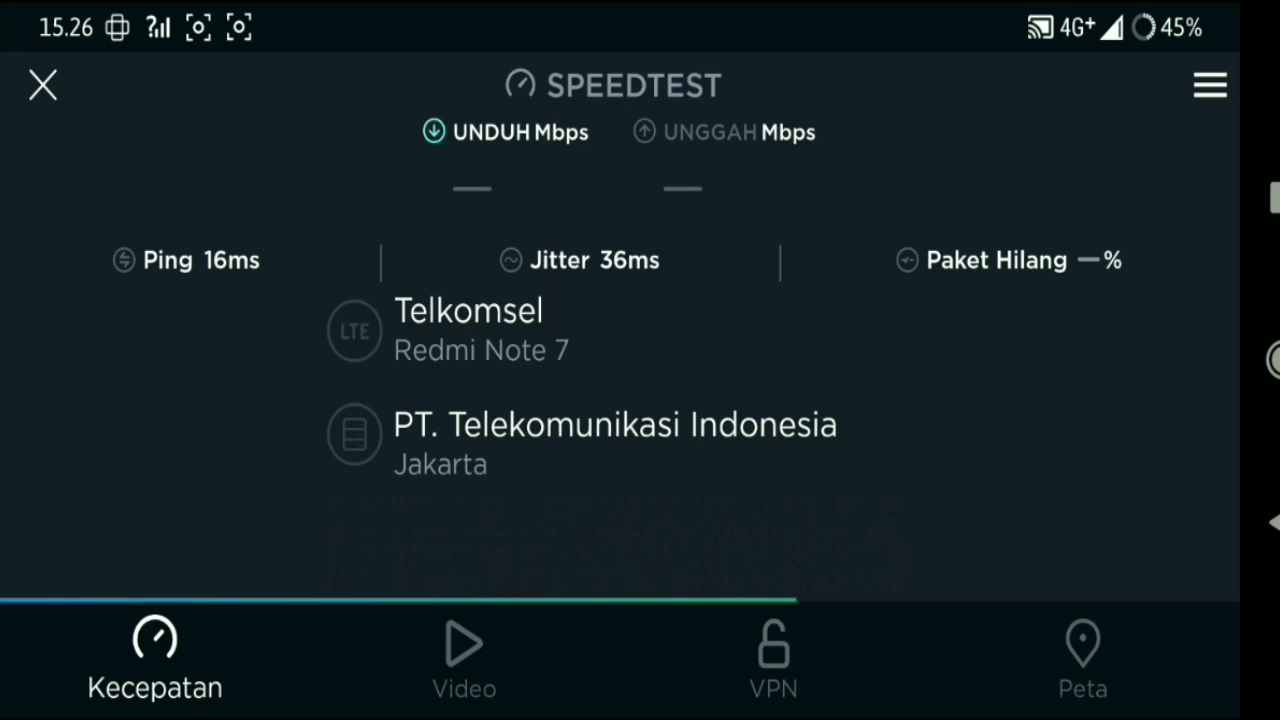 15.26 4G+ 45%
SPEEDTEST
UNDUH Mbps UNGGAH Mbps
— —
Ping 16ms Jitter 36ms Paket Hilang —%
LTE Telkomsel
Redmi Note 7
PT. Telekomunikasi Indonesia
Jakarta
Kecepatan Video VPN Peta